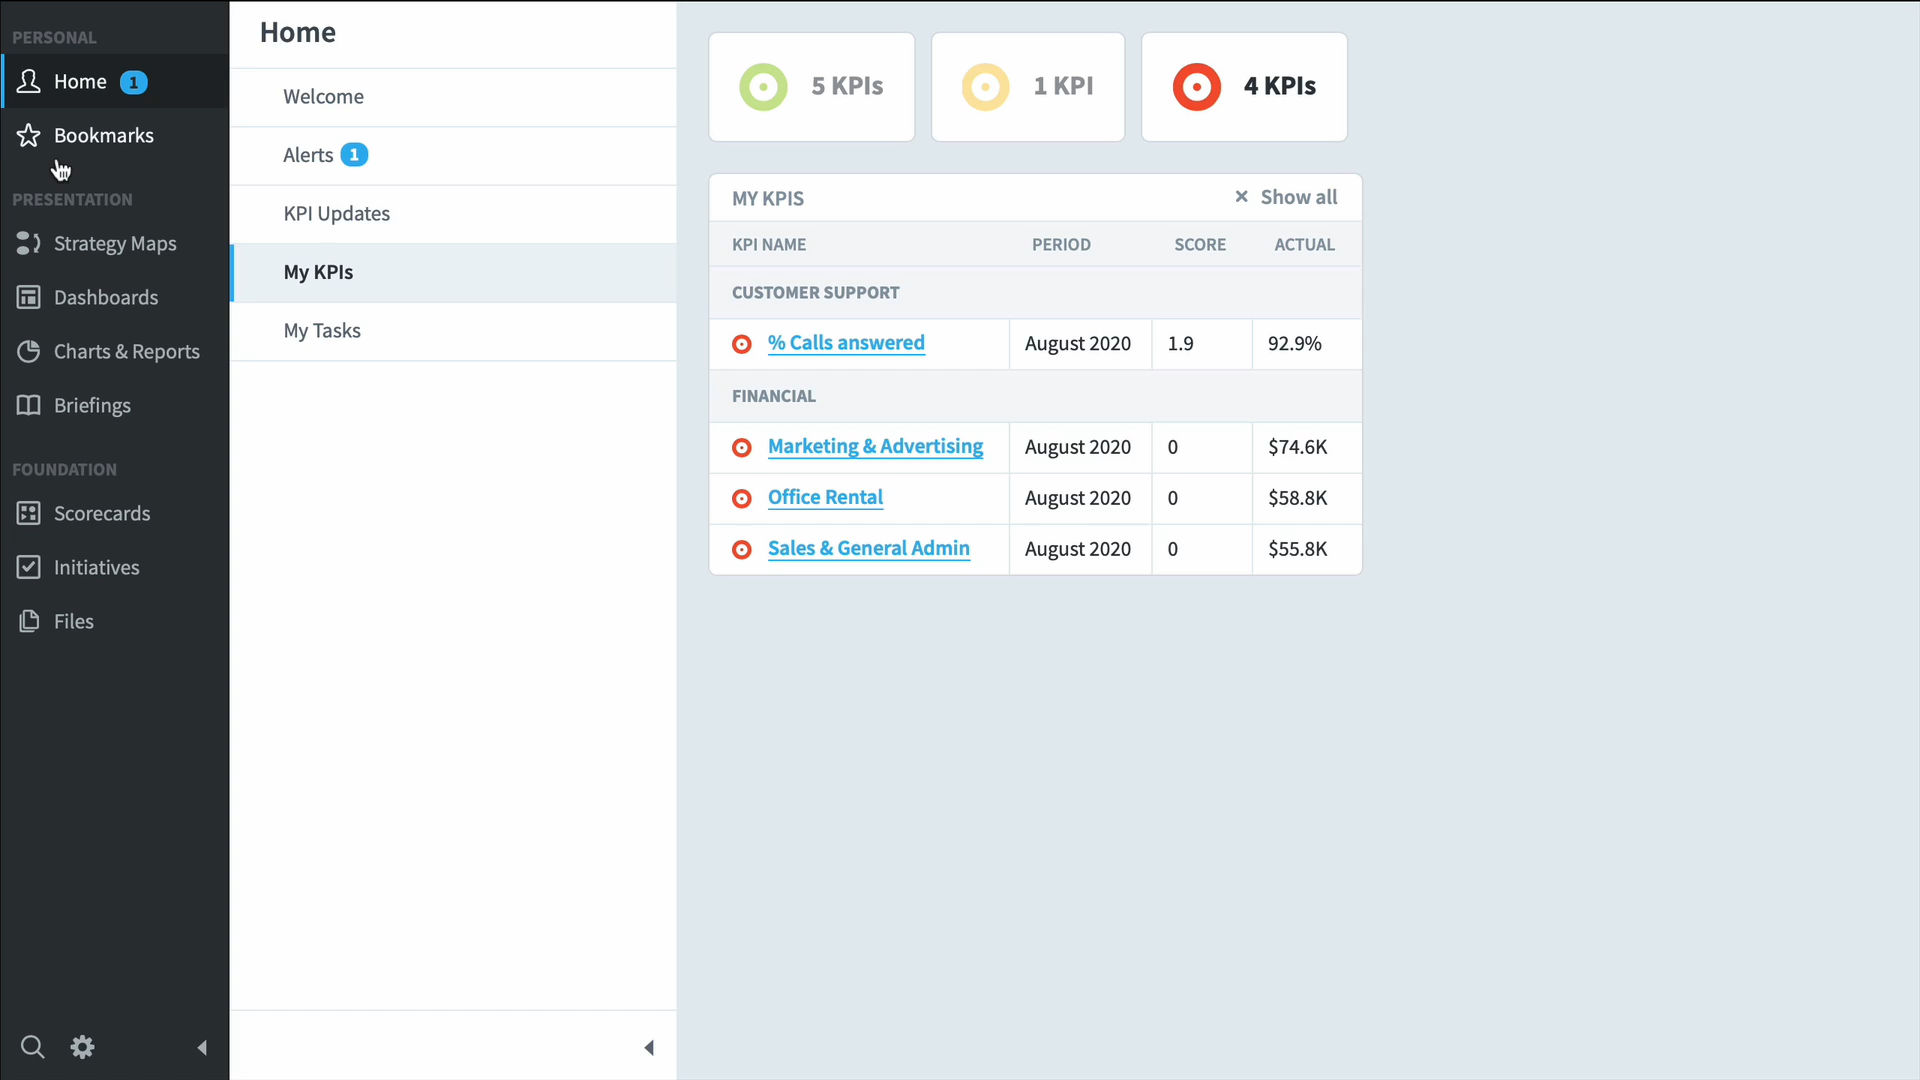 PERSONAL
Home 1
Bookmarks
PRESENTATION
Strategy Maps
Dashboards
Charts & Reports
Briefings
FOUNDATION
Scorecards
Initiatives
Files
Home
Welcome
Alerts 1
KPI Updates
My KPIs
My Tasks
5 KPIs 1 KPI 4 KPIs
MY KPIS × Show all
KPI NAME PERIOD SCORE ACTUAL
CUSTOMER SUPPORT
% Calls answered August 2020 1.9 92.9%
FINANCIAL
Marketing & Advertising August 2020 0 $74.6K
Office Rental August 2020 0 $58.8K
Sales & General Admin August 2020 0 $55.8K